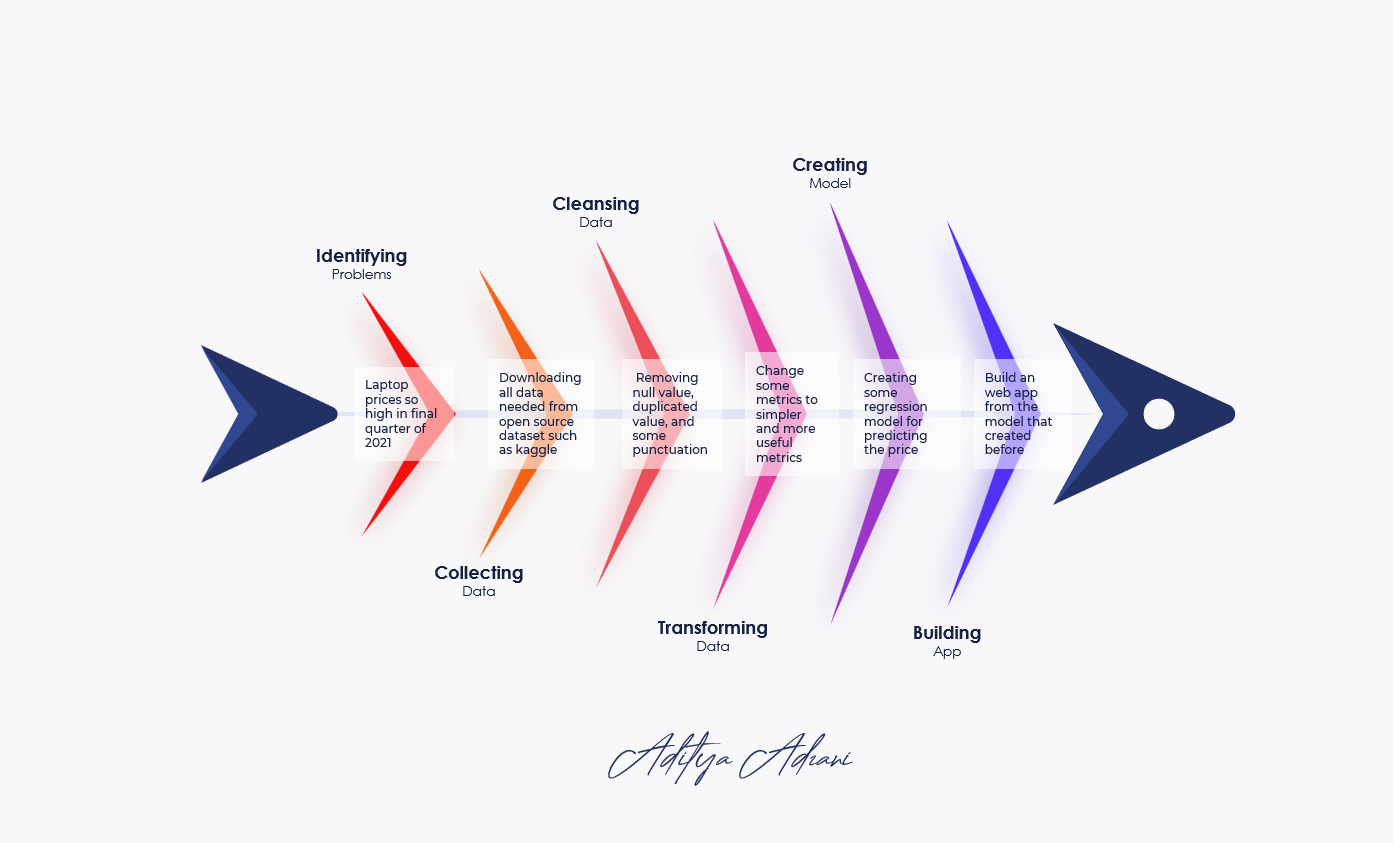 Creating
Model
Cleansing
Data
Identifying
Problems
Laptop
prices so
high in final
quarter of
2021
Downloading
all data
needed from
open source
dataset such
as kaggle
Removing
null value,
duplicated
value, and
some
punctuation
Change
some
metrics to
simpler
and more
useful
metrics
Creating
some
regression
model for
predicting
the price
Build an
web app
from the
model that
created
before
Collecting
Data
Transforming
Data
Building
App
Aditya Adzani